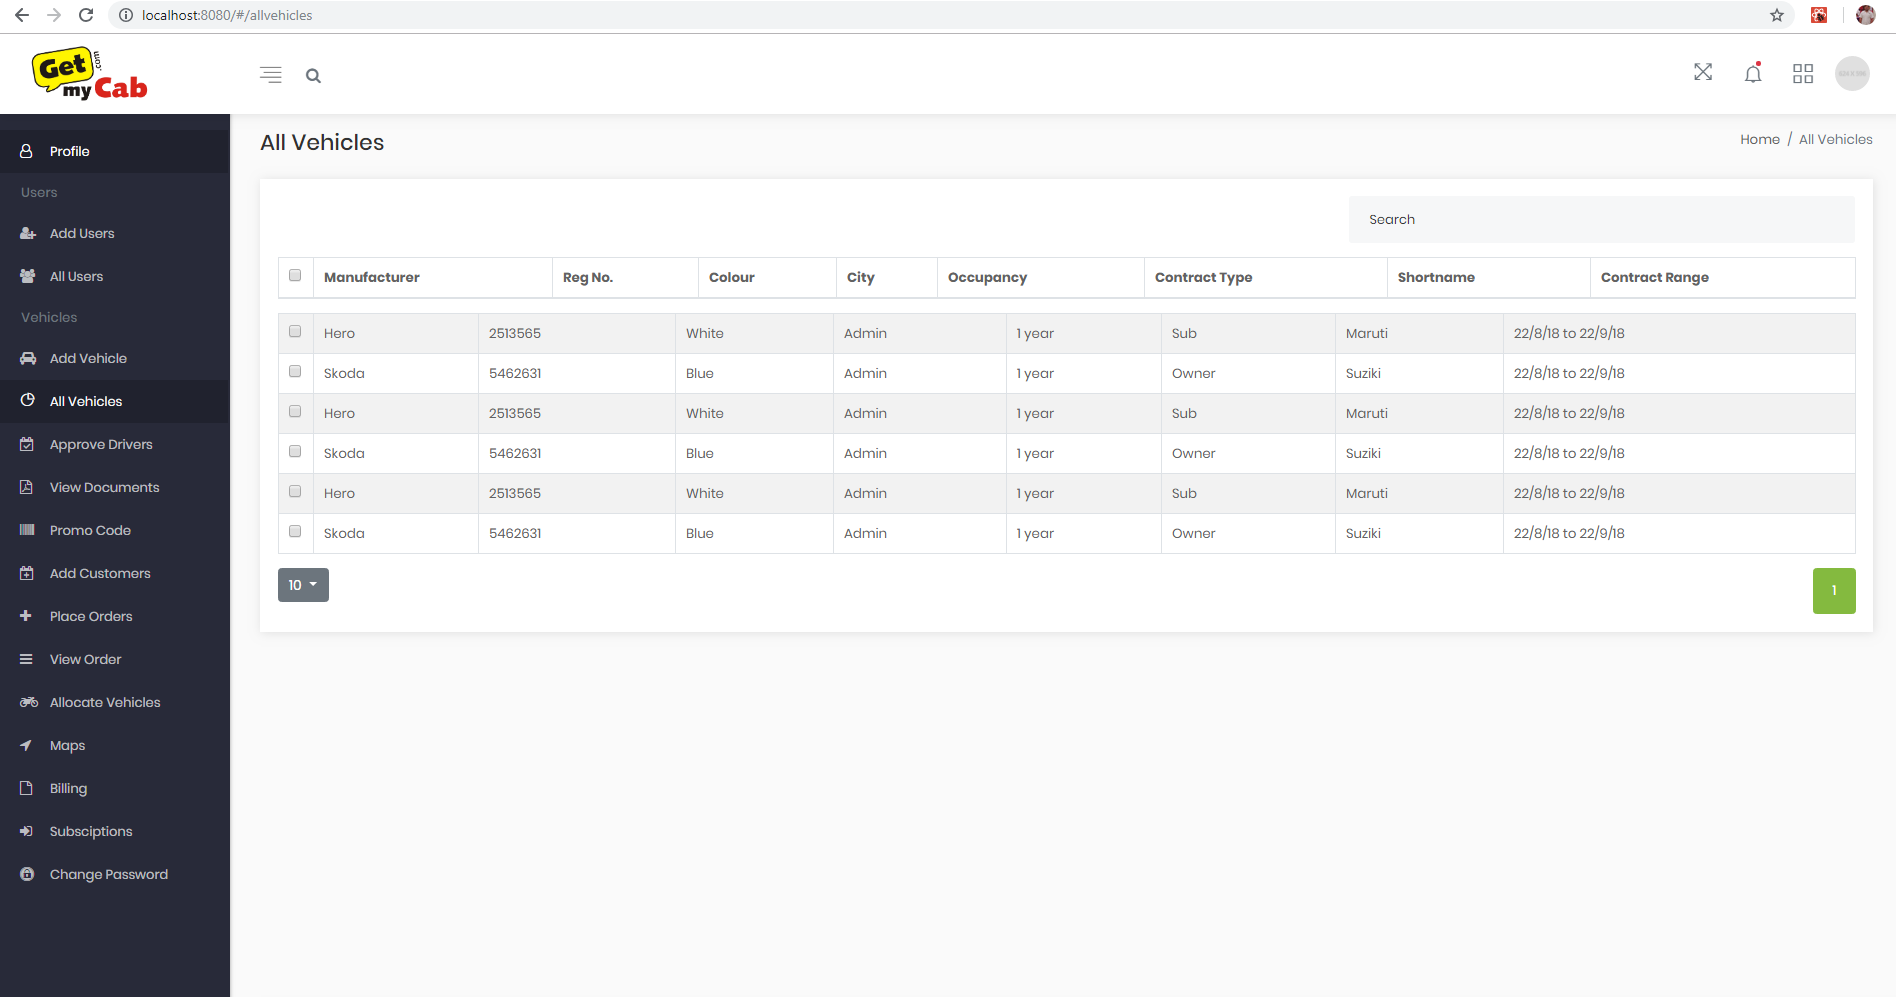 localhost:8080/#/allvehicles
Get .com
my Cab
All Vehicles
Home / All Vehicles
Profile
Users
Add Users
All Users
Vehicles
Add Vehicle
All Vehicles
Approve Drivers
View Documents
Promo Code
Add Customers
Place Orders
View Order
Allocate Vehicles
Maps
Billing
Subsciptions
Change Password
Search
Manufacturer Reg No. Colour City Occupancy Contract Type Shortname Contract Range
Hero 2513565 White Admin 1 year Sub Maruti 22/8/18 to 22/9/18
Skoda 5462631 Blue Admin 1 year Owner Suziki 22/8/18 to 22/9/18
Hero 2513565 White Admin 1 year Sub Maruti 22/8/18 to 22/9/18
Skoda 5462631 Blue Admin 1 year Owner Suziki 22/8/18 to 22/9/18
Hero 2513565 White Admin 1 year Sub Maruti 22/8/18 to 22/9/18
Skoda 5462631 Blue Admin 1 year Owner Suziki 22/8/18 to 22/9/18
10
1